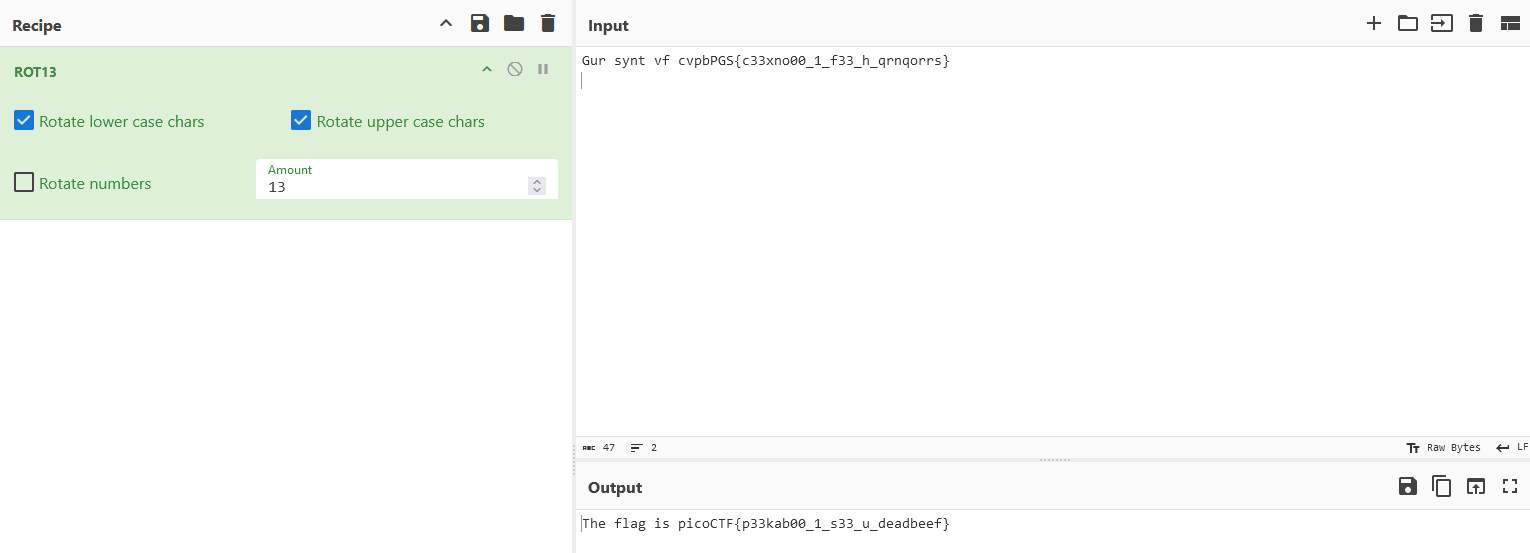 Recipe
ROT13
Rotate lower case chars
Rotate upper case chars
Rotate numbers
Amount
13
Input
Gur synt vf cvpbPGS{c33xno00_1_f33_h_qrnqorrs}
ABC 47 2
Raw Bytes LF
Output
The flag is picoCTF{p33kab00_1_s33_u_deadbeef}